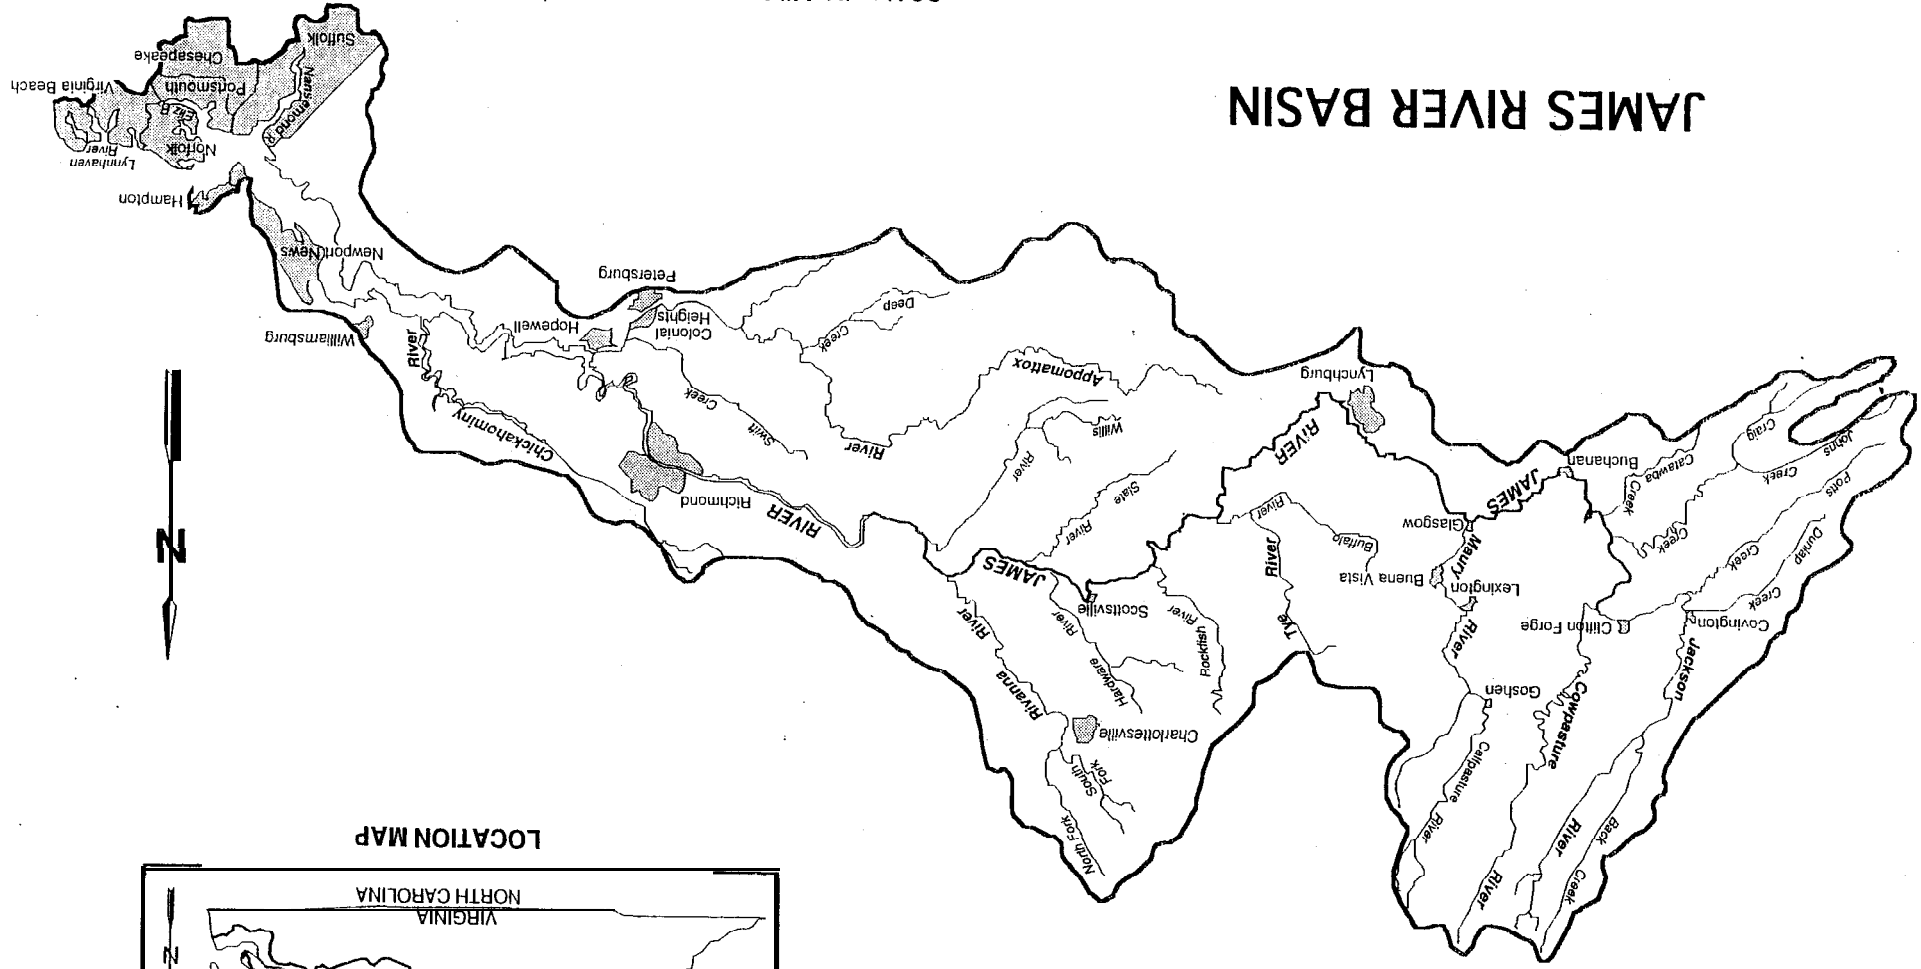 VIRGINIA
NORTH CAROLINA
N
LOCATION MAP
Back
Creek
River
River
Jackson
Cowpasture
River
Calfpasture
Goshen
North Fork
South
Fork
Charlottesville
Rivanna
River
Hardware
River
Rockfish
River
Scottsville
Tye
River
Buffalo
River
Covington
Clifton Forge
Lexington
River
Maury
Buena Vista
Glasgow
Dunlap
Creek
Potts
Creek
Johns
Creek
Craig
Creek
Catawba
Creek
Buchanan
JAMES
RIVER
Lynchburg
JAMES
RIVER
Slate
River
Willis
River
Appomattox
River
Richmond
Swift
Creek
Deep
Creek
Colonial
Heights
Petersburg
Hopewell
Chickahominy
River
Williamsburg
Newport News
Hampton
Norfolk
Lynnhaven
River
Eliz. R.
Portsmouth
Virginia Beach
Chesapeake
Nansemond R.
Suffolk
N
JAMES RIVER BASIN